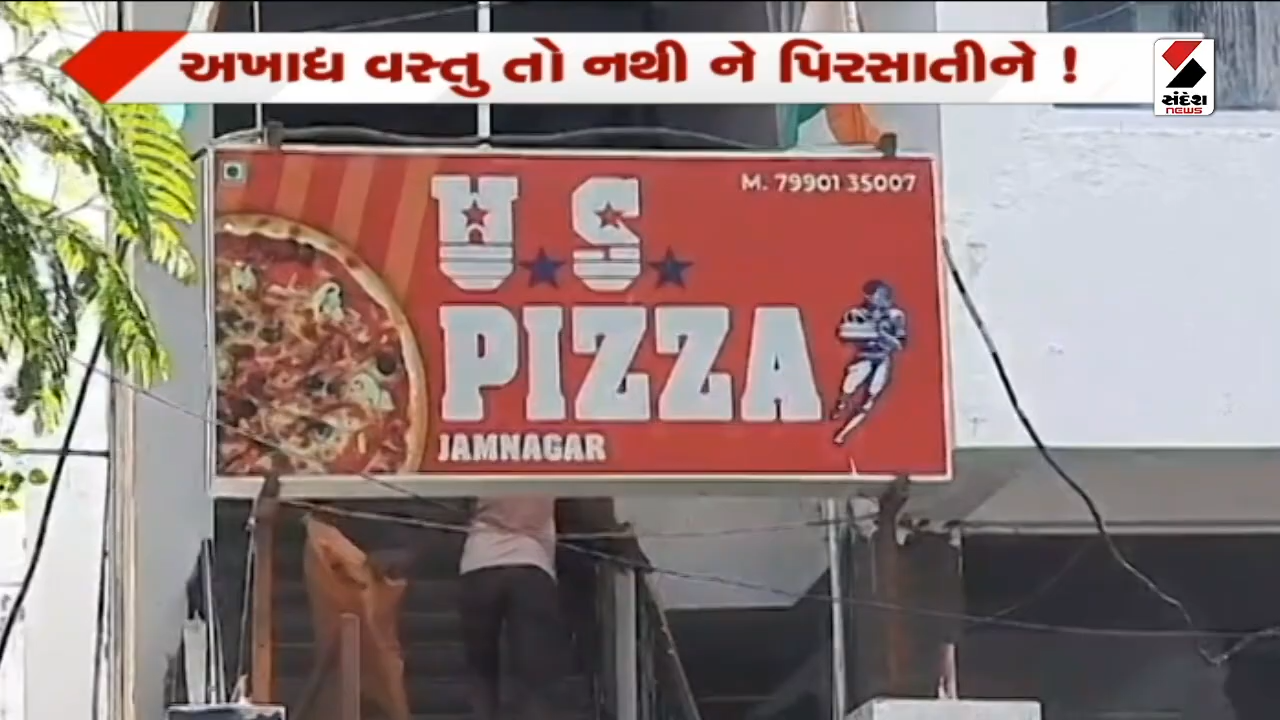 અખાદ્ય વસ્તુ તો નથી ને પિરસાતીને !
સંદેશ
NEWS
M. 79901 35007
U.S.
PIZZA
JAMNAGAR